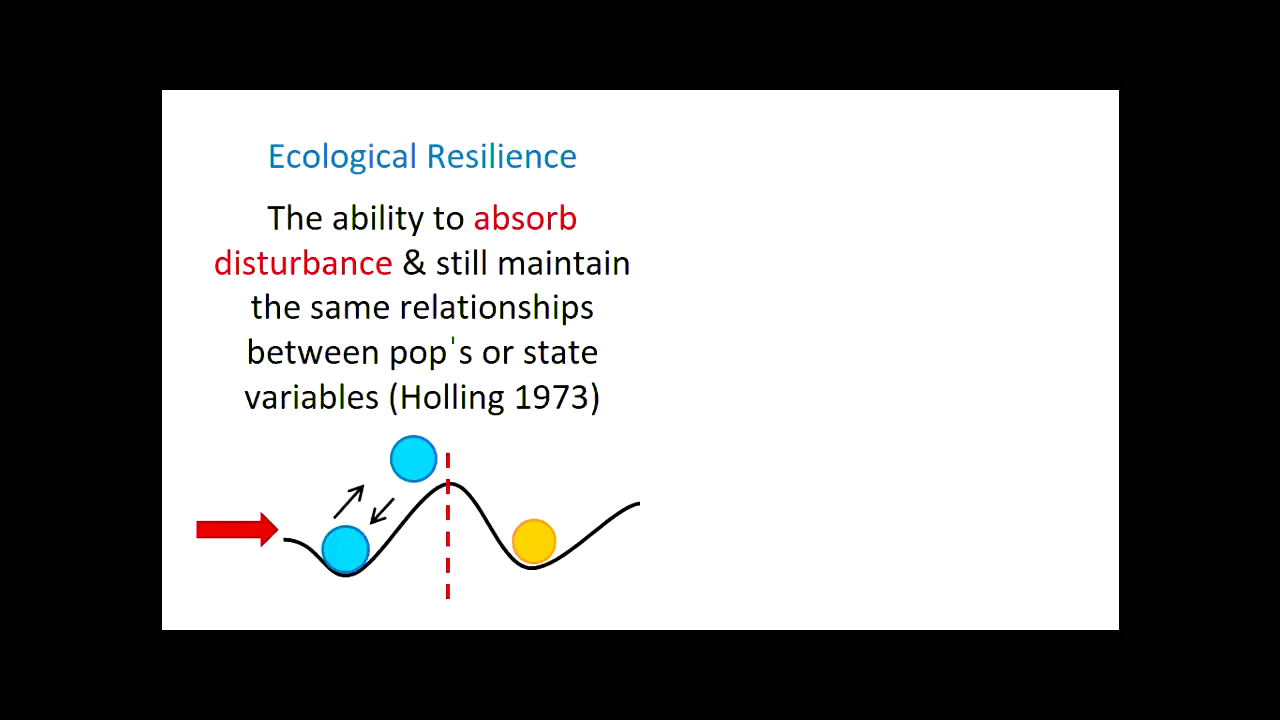 Ecological Resilience
The ability to absorb
disturbance & still maintain
the same relationships
between pop's or state
variables (Holling 1973)